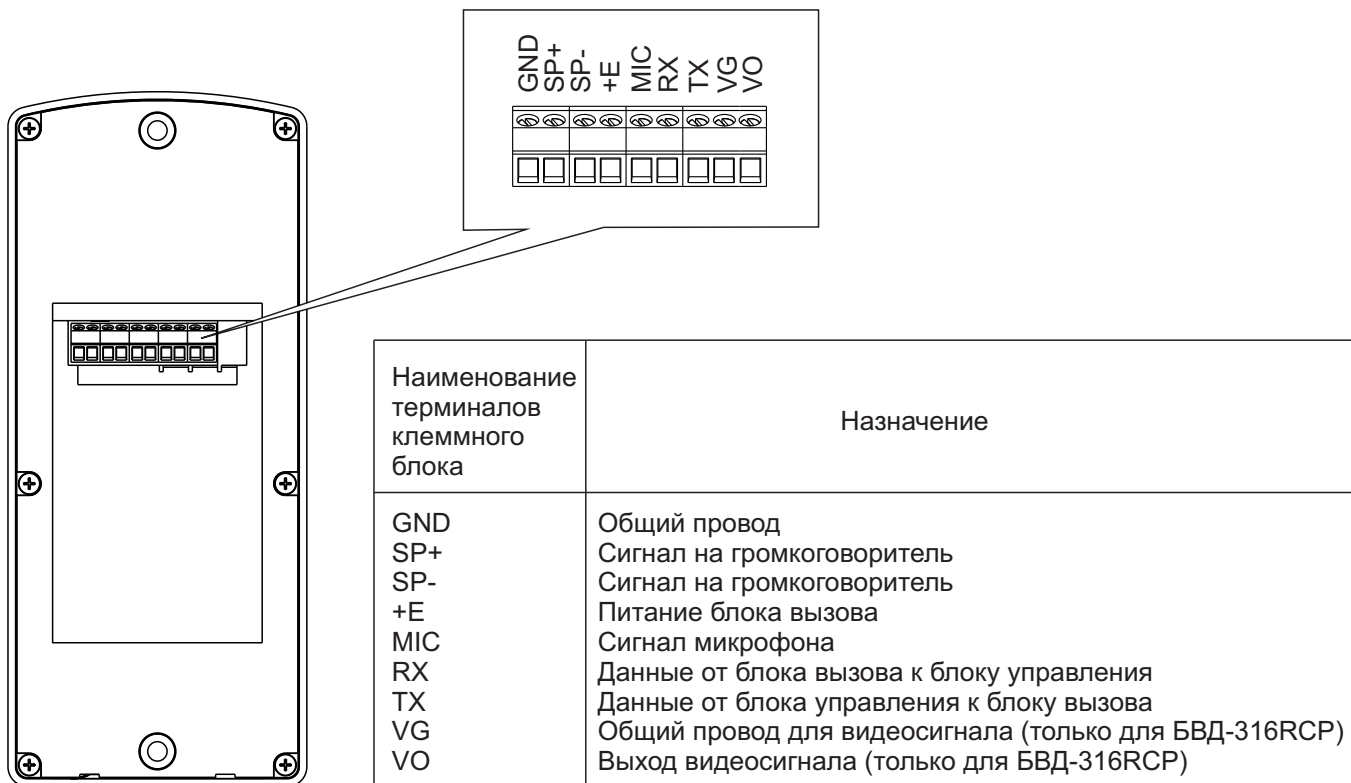 GND
SP+
SP-
+E
MIC
RX
TX
VG
VO
Наименование
терминалов
клеммного
блока
Назначение
GND Общий провод
SP+ Сигнал на громкоговоритель
SP- Сигнал на громкоговоритель
+E Питание блока вызова
MIC Сигнал микрофона
RX Данные от блока вызова к блоку управления
TX Данные от блока управления к блоку вызова
VG Общий провод для видеосигнала (только для БВД-316RCP)
VO Выход видеосигнала (только для БВД-316RCP)